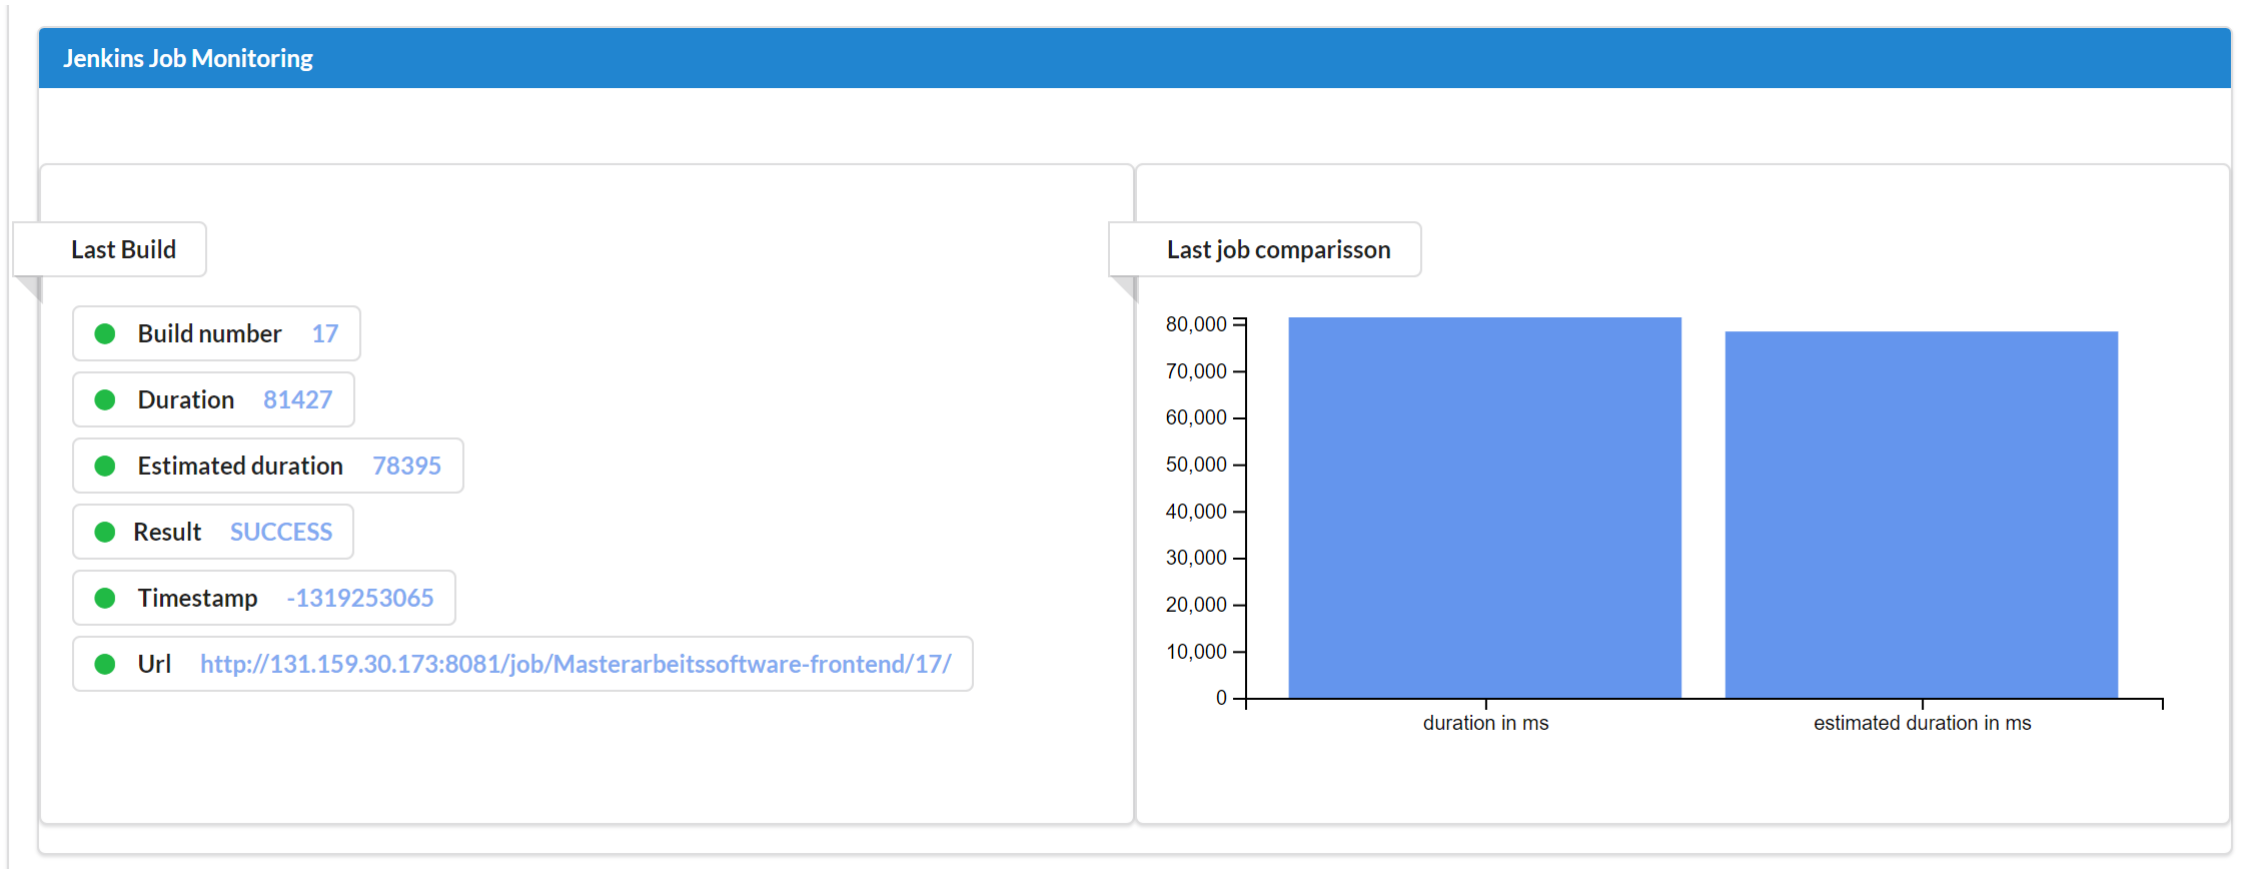 Jenkins Job Monitoring
Last Build
Build number 17
Duration 81427
Estimated duration 78395
Result SUCCESS
Timestamp -1319253065
Url http://131.159.30.173:8081/job/Masterarbeitssoftware-frontend/17/
Last job comparisson
80,000
70,000
60,000
50,000
40,000
30,000
20,000
10,000
0
duration in ms estimated duration in ms